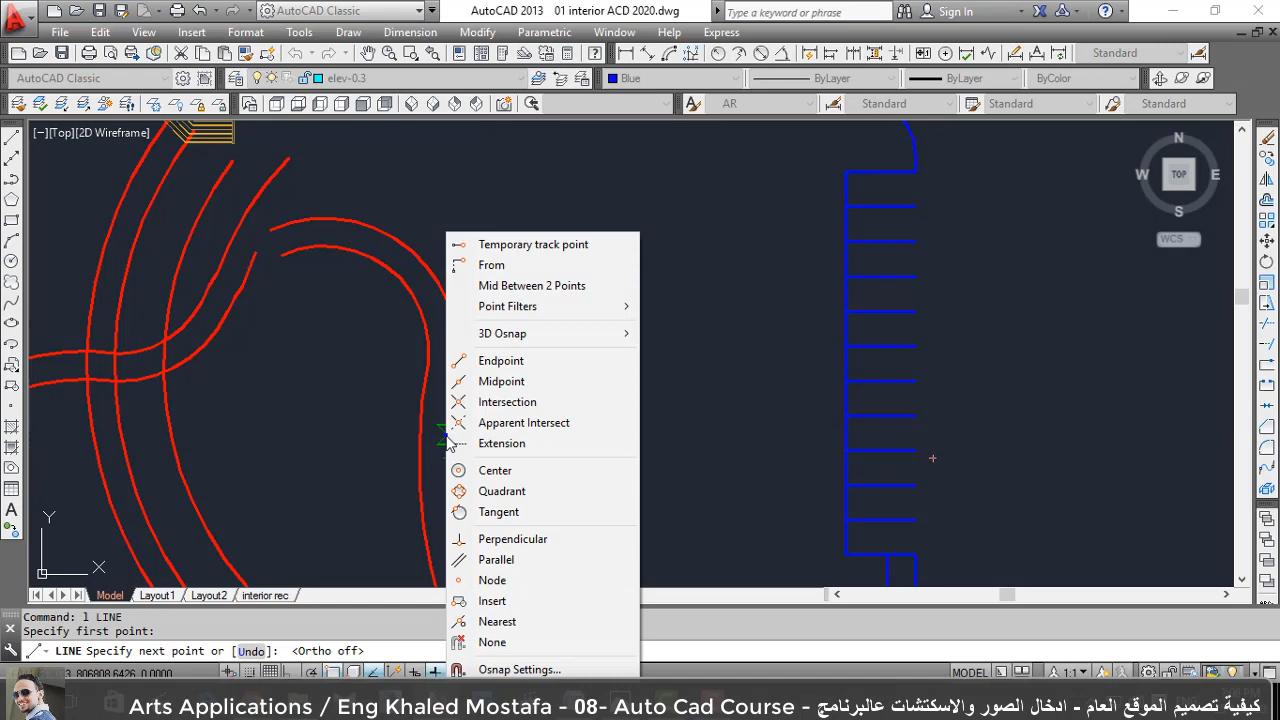 AutoCAD Classic
AutoCAD 2013 01 interior ACD 2020.dwg
Type a keyword or phrase
Sign In
File Edit View Insert Format Tools Draw Dimension Modify Parametric Window Help Express
Standard
AutoCAD Classic
elev-0.3
Blue
ByLayer
ByLayer
ByColor
AR
Standard
Standard
Standard
[−][Top][2D Wireframe]
N
W
TOP
E
S
WCS
Temporary track point
From
Mid Between 2 Points
Point Filters
3D Osnap
Endpoint
Midpoint
Intersection
Apparent Intersect
Extension
Center
Quadrant
Tangent
Perpendicular
Parallel
Node
Insert
Nearest
None
Osnap Settings...
Y
X
Model Layout1 Layout2 interior rec
Command: l LINE
Specify first point:
LINE Specify next point or [Undo]: <Ortho off>
MODEL
1:1
Arts Applications / Eng Khaled Mostafa - 08- Auto Cad Course - كيفية تصميم الموقع العام - ادخال الصور والاسكتشات عالبرنامج